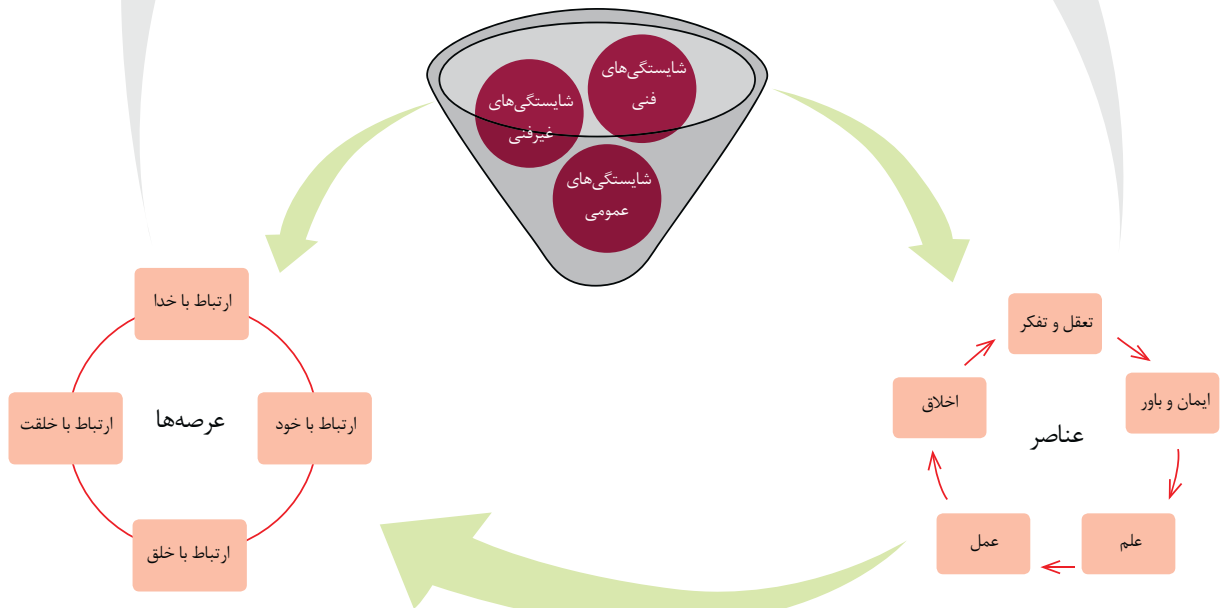 شایستگی‌های
فنی
شایستگی‌های
غیرفنی
شایستگی‌های
عمومی
تعقل و تفکر
ایمان و باور
علم
عمل
اخلاق
عناصر
ارتباط با خدا
ارتباط با خود
ارتباط با خلق
ارتباط با خلقت
عرصه‌ها